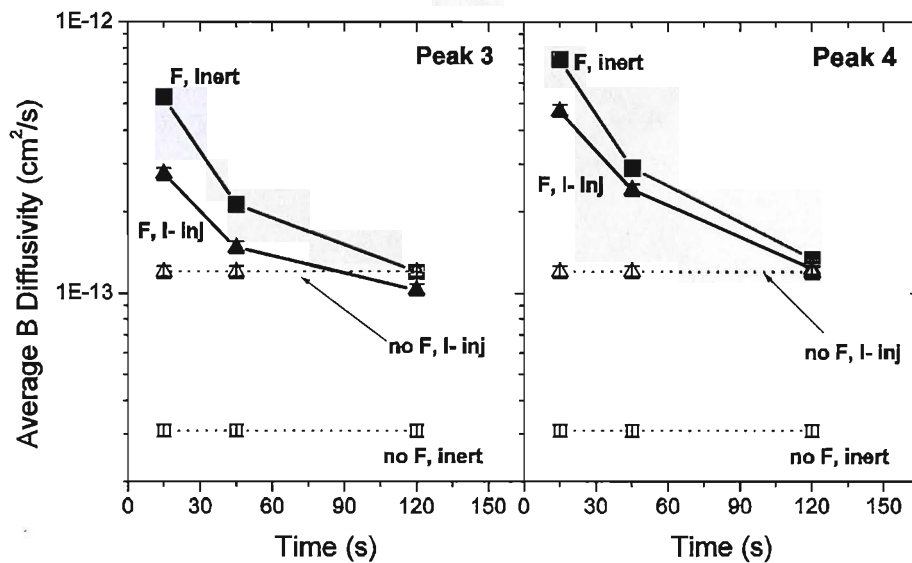 Average B Diffusivity (cm²/s)
1E-12
1E-13
Peak 3
F, Inert
F, I- Inj
no F, I- inj
no F, inert
0 30 60 90 120
Time (s)
Peak 4
F, inert
F, I- Inj
no F, I- inj
no F, inert
0 30 60 90 120 150
Time (s)